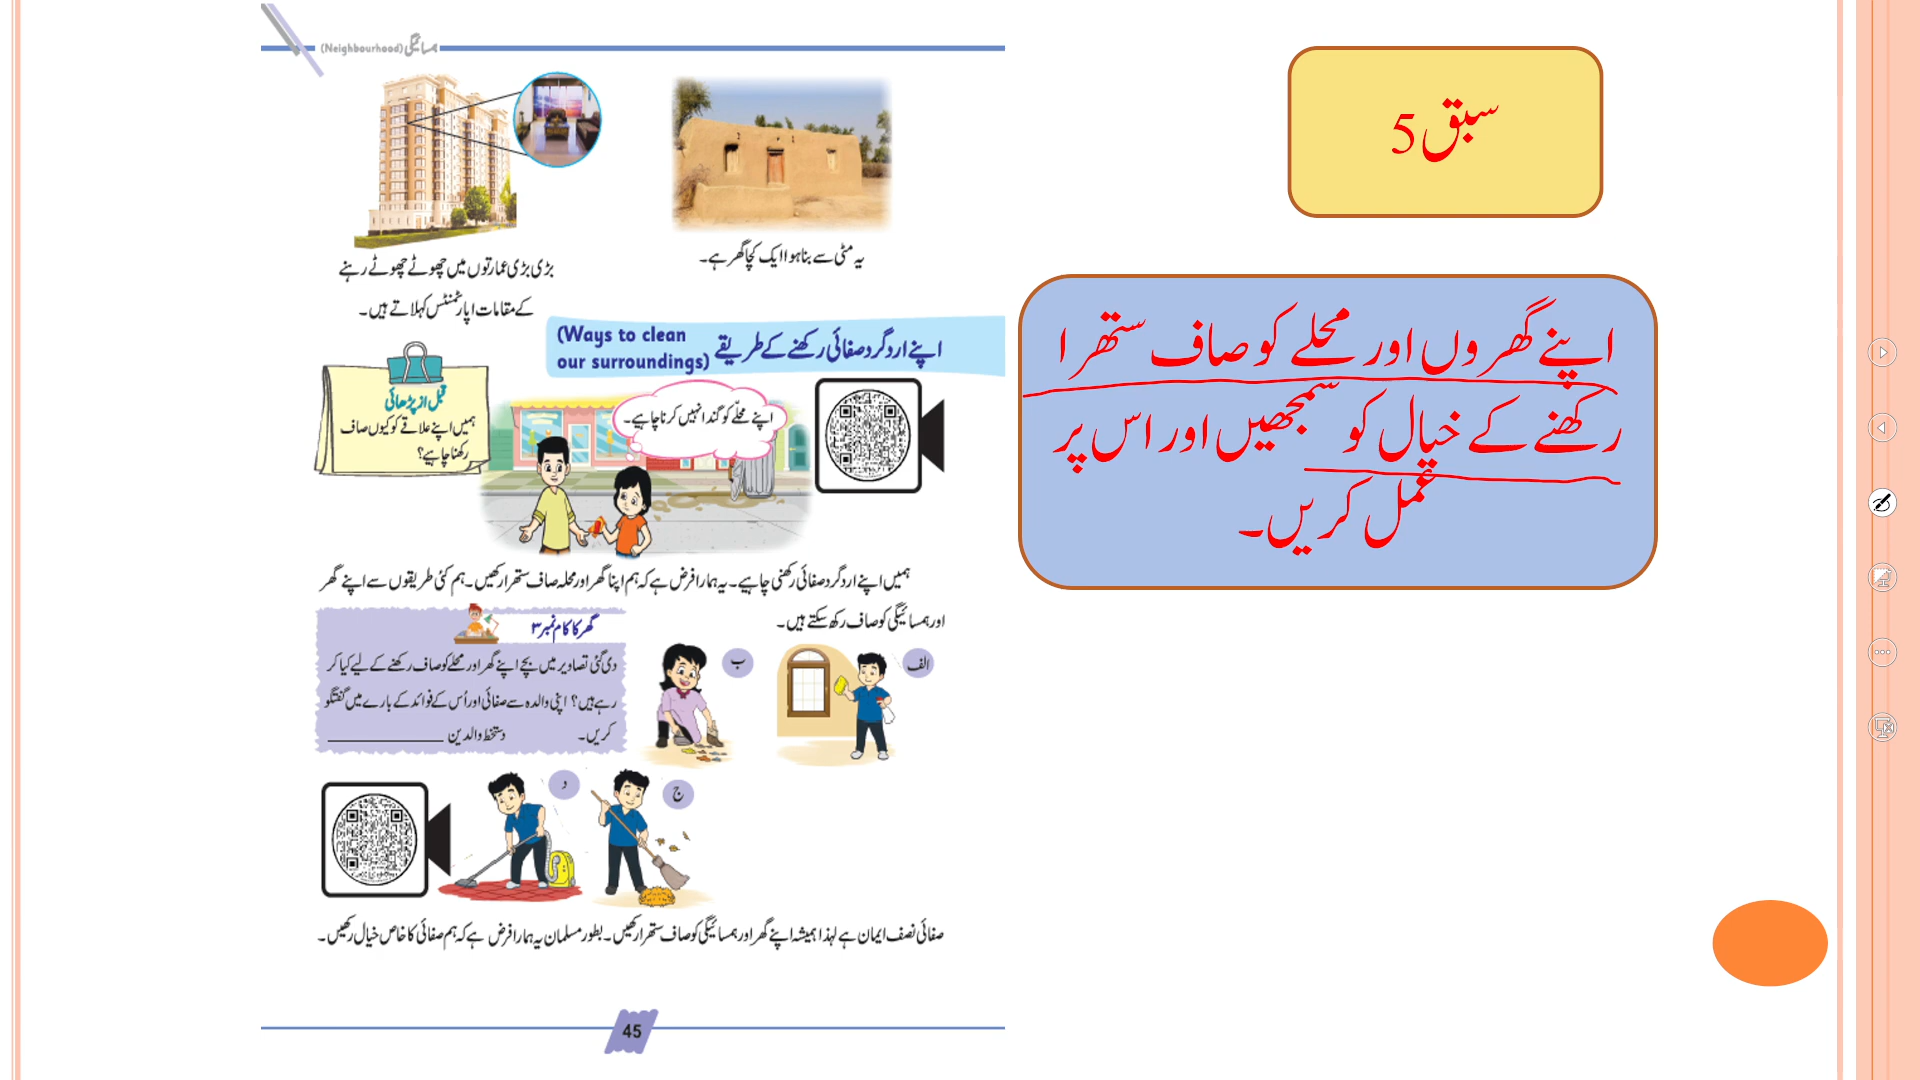 ہمسائیگی (Neighbourhood)
یہ مٹی سے بنا ہوا ایک کچا گھر ہے۔
بڑی بڑی عمارتوں میں چھوٹے چھوٹے رہنے
کے مقامات اپارٹمنٹس کہلاتے ہیں۔
اپنے ارد گرد صفائی رکھنے کے طریقے (Ways to clean
our surroundings)
قبل از پڑھائی
ہمیں اپنے علاقے کو کیوں صاف
رکھنا چاہیے؟
اپنے محلّے کو گندا نہیں کرنا چاہیے۔
ہمیں اپنے ارد گرد صفائی رکھنی چاہیے۔ یہ ہمارا فرض ہے کہ ہم اپنا گھر اور محلہ صاف ستھرا رکھیں۔ ہم کئی طریقوں سے اپنے گھر
اور ہمسائیگی کو صاف رکھ سکتے ہیں۔
الف
ب
گھر کا کام نمبر ۳
دی گئی تصاویر میں بچے اپنے گھر اور محلے کو صاف رکھنے کے لیے کیا کر
رہے ہیں؟ اپنی والدہ سے صفائی اور اُس کے فوائد کے بارے میں گفتگو
کریں۔ دستخط والدین ____________
ج
د
صفائی نصف ایمان ہے لہذا ہمیشہ اپنے گھر اور ہمسائیگی کو صاف ستھرا رکھیں۔ بطور مسلمان یہ ہمارا فرض ہے کہ ہم صفائی کا خاص خیال رکھیں۔
45
سبق 5
اپنے گھروں اور محلے کو صاف ستھرا
رکھنے کے خیال کو سمجھیں اور اس پر
عمل کریں۔